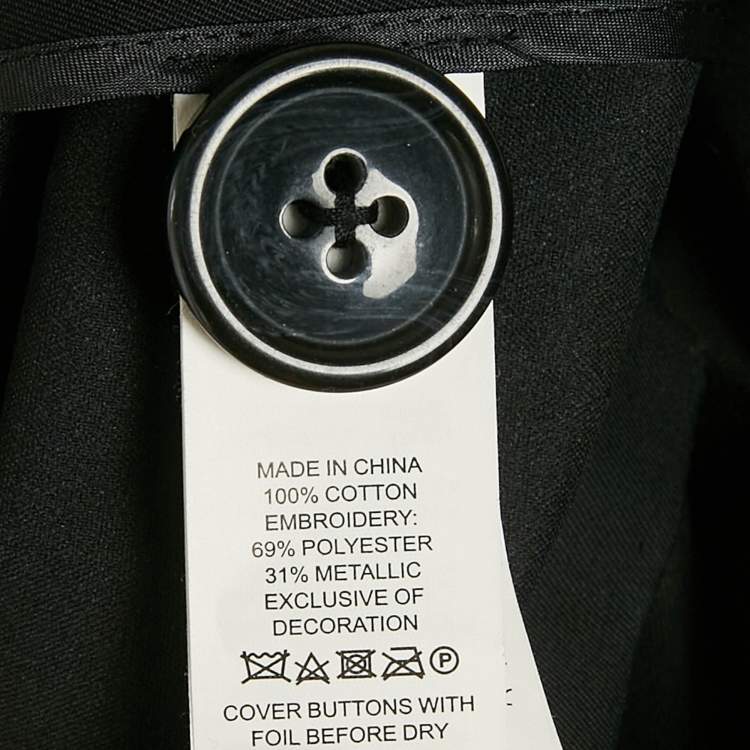 MADE IN CHINA
100% COTTON
EMBROIDERY:
69% POLYESTER
31% METALLIC
EXCLUSIVE OF
DECORATION
P
COVER BUTTONS WITH
FOIL BEFORE DRY